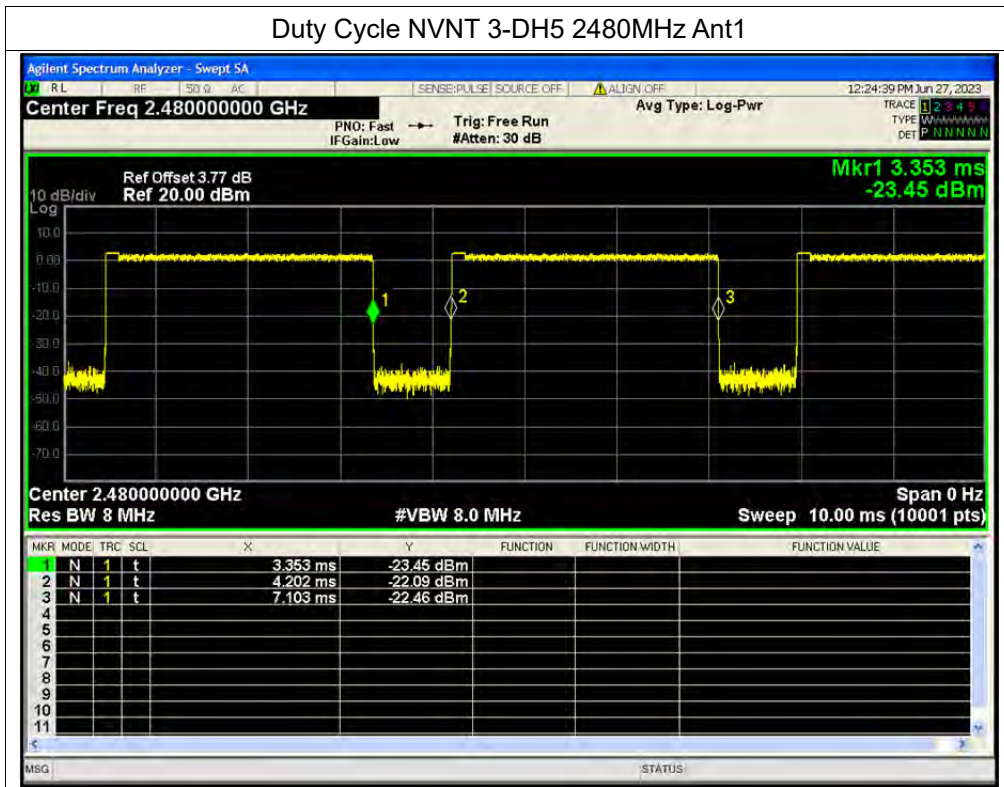 Duty Cycle NVNT 3-DH5 2480MHz Ant1
Agilent Spectrum Analyzer - Swept SA
LXI RL RF 50 Ω AC SENSE:PULSE SOURCE OFF ALIGN OFF 12:24:39 PM Jun 27, 2023
Center Freq 2.480000000 GHz Avg Type: Log-Pwr TRACE 1 2 3 4 5 6
PNO: Fast Trig: Free Run TYPE
IFGain:Low #Atten: 30 dB DET P N N N N N
Mkr1 3.353 ms
Ref Offset 3.77 dB
10 dB/div Ref 20.00 dBm -23.45 dBm
Log
10.0
0.00
-10.0
-20.0
-30.0
-40.0
-50.0
-60.0
-70.0
1
2
3
Center 2.480000000 GHz Span 0 Hz
Res BW 8 MHz #VBW 8.0 MHz Sweep 10.00 ms (10001 pts)
MKR MODE TRC SCL X Y FUNCTION FUNCTION WIDTH FUNCTION VALUE
1 N 1 t 3.353 ms -23.45 dBm
2 N 1 t 4.202 ms -22.09 dBm
3 N 1 t 7.103 ms -22.46 dBm
4
5
6
7
8
9
10
11
MSG STATUS